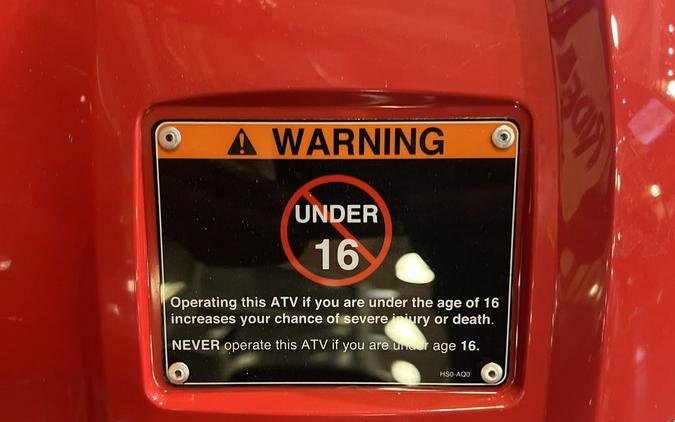 WARNING
UNDER
16
Operating this ATV if you are under the age of 16
increases your chance of severe injury or death.
NEVER operate this ATV if you are under age 16.
HS0-AQ0